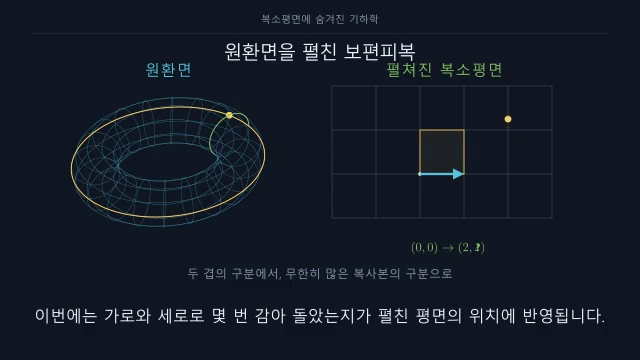 복소평면에 숨겨진 기하학
원환면을 펼친 보편피복
원환면
펼쳐진 복소평면
(0, 0) → (2,
두 겹의 구분에서, 무한히 많은 복사본의 구분으로
이번에는 가로와 세로로 몇 번 감아 돌았는지가 펼친 평면의 위치에 반영됩니다.